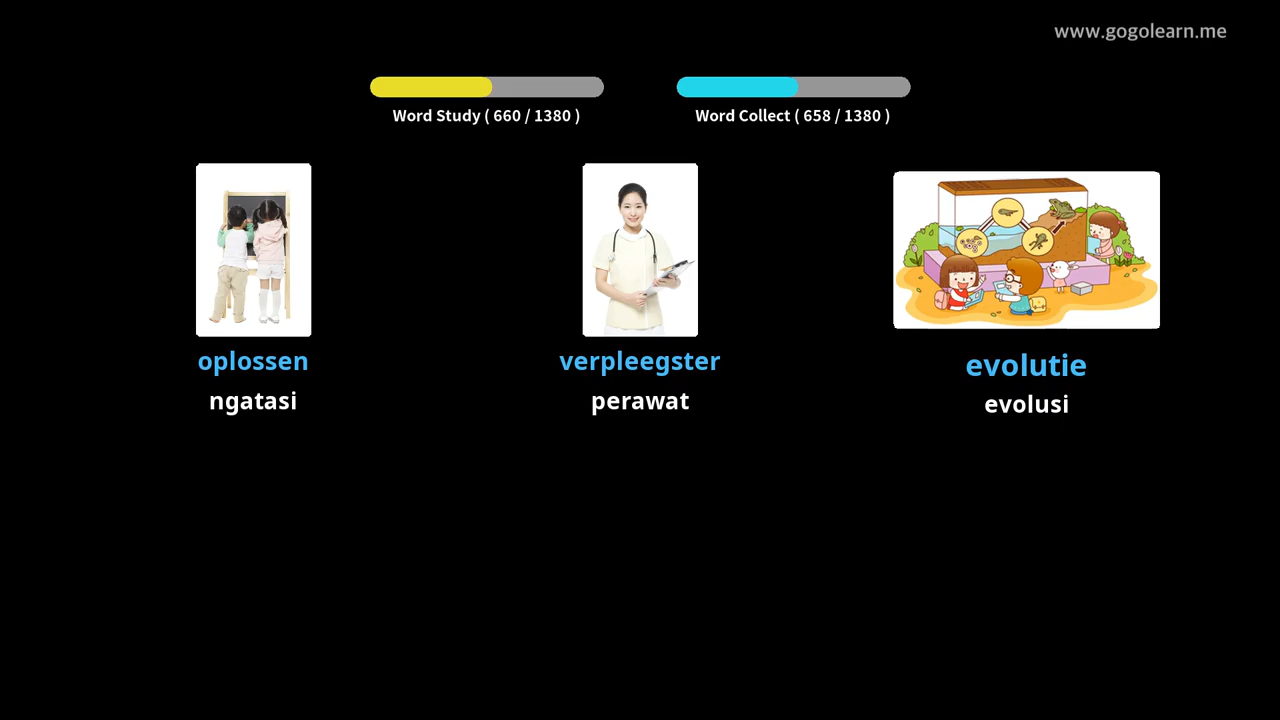 www.gogolearn.me
Word Study ( 660 / 1380 )
Word Collect ( 658 / 1380 )
oplossen
verpleegster
evolutie
ngatasi
perawat
evolusi